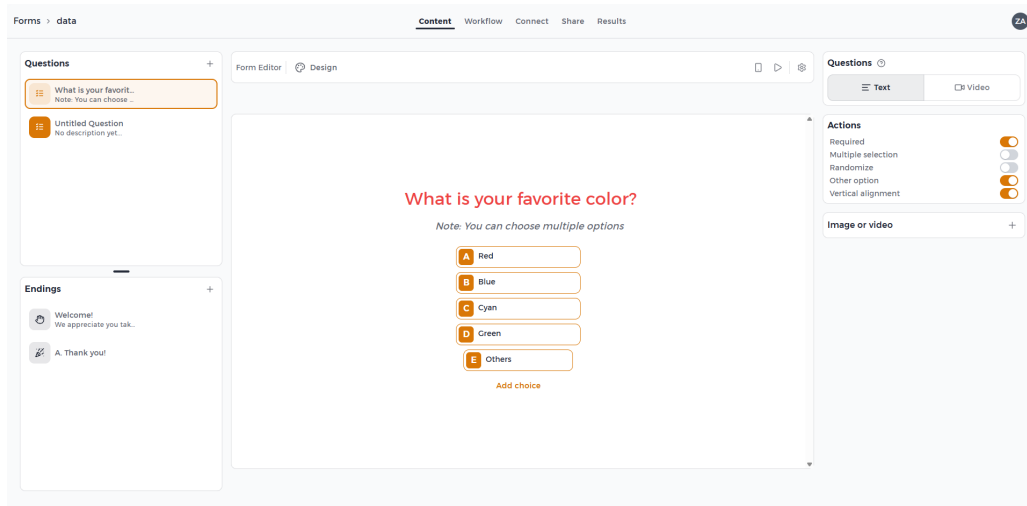 Forms > data
Content Workflow Connect Share Results
ZA
Questions +
What is your favorit...
Note: You can choose ...
Untitled Question
No description yet...
Endings +
Welcome!
We appreciate you tak...
A. Thank you!
Form Editor Design
What is your favorite color?
Note: You can choose multiple options
A Red
B Blue
C Cyan
D Green
E Others
Add choice
Questions ?
Text Video
Actions
Required
Multiple selection
Randomize
Other option
Vertical alignment
Image or video +